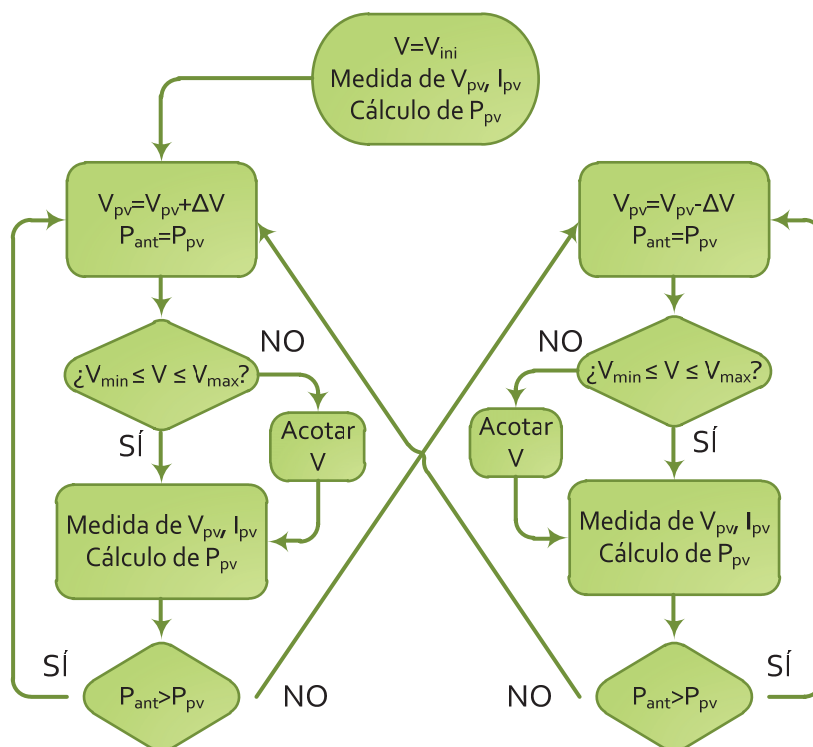 V=Vini
Medida de Vpv, Ipv
Cálculo de Ppv
Vpv=Vpv+ΔV
Pant=Ppv
¿Vmin ≤ V ≤ Vmax?
NO
Acotar
V
SÍ
Medida de Vpv, Ipv
Cálculo de Ppv
Pant>Ppv
SÍ
NO
Vpv=Vpv-ΔV
Pant=Ppv
¿Vmin ≤ V ≤ Vmax?
NO
Acotar
V
SÍ
Medida de Vpv, Ipv
Cálculo de Ppv
Pant>Ppv
NO
SÍ